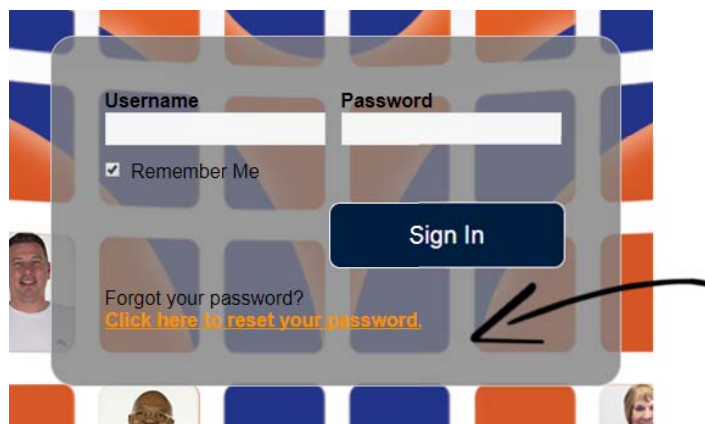 Username Password
Remember Me
Sign In
Forgot your password?
Click here to reset your password.